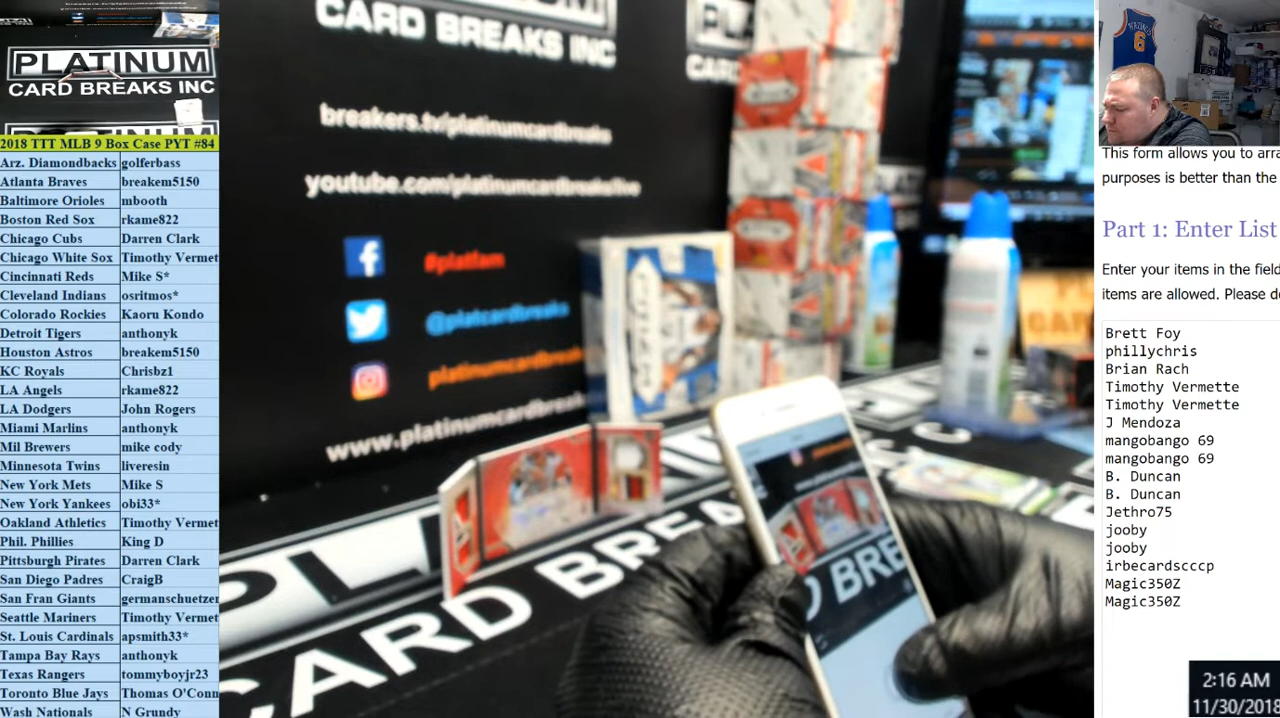 PLATINUM
CARD BREAKS INC
2018 TTT MLB 9 Box Case PYT #84
Arz. Diamondbacks golferbass
Atlanta Braves breakem5150
Baltimore Orioles mbooth
Boston Red Sox rkame822
Chicago Cubs Darren Clark
Chicago White Sox Timothy Vermet
Cincinnati Reds Mike S*
Cleveland Indians osritmos*
Colorado Rockies Kaoru Kondo
Detroit Tigers anthonyk
Houston Astros breakem5150
KC Royals Chrisbz1
LA Angels rkame822
LA Dodgers John Rogers
Miami Marlins anthonyk
Mil Brewers mike cody
Minnesota Twins liveresin
New York Mets Mike S
New York Yankees obi33*
Oakland Athletics Timothy Vermet
Phil. Phillies King D
Pittsburgh Pirates Darren Clark
San Diego Padres CraigB
San Fran Giants germanschuetzer
Seattle Mariners Timothy Vermet
St. Louis Cardinals apsmith33*
Tampa Bay Rays anthonyk
Texas Rangers tommyboyjr23
Toronto Blue Jays Thomas O'Conn
Wash Nationals N Grundy
CARD BREAKS INC
breakers.tv/platinumcardbreaks
youtube.com/platinumcardbreakslive
#platfam
@platcardbreaks
platinumcardbreak
www.platinumcardbreak
CARD BREA
6
This form allows you to arra
purposes is better than the
Part 1: Enter List
Enter your items in the field
items are allowed. Please do
Brett Foy
phillychris
Brian Rach
Timothy Vermette
Timothy Vermette
J Mendoza
mangobango 69
mangobango 69
B. Duncan
B. Duncan
Jethro75
jooby
jooby
irbecardscccp
Magic350Z
Magic350Z
2:16 AM
11/30/2018